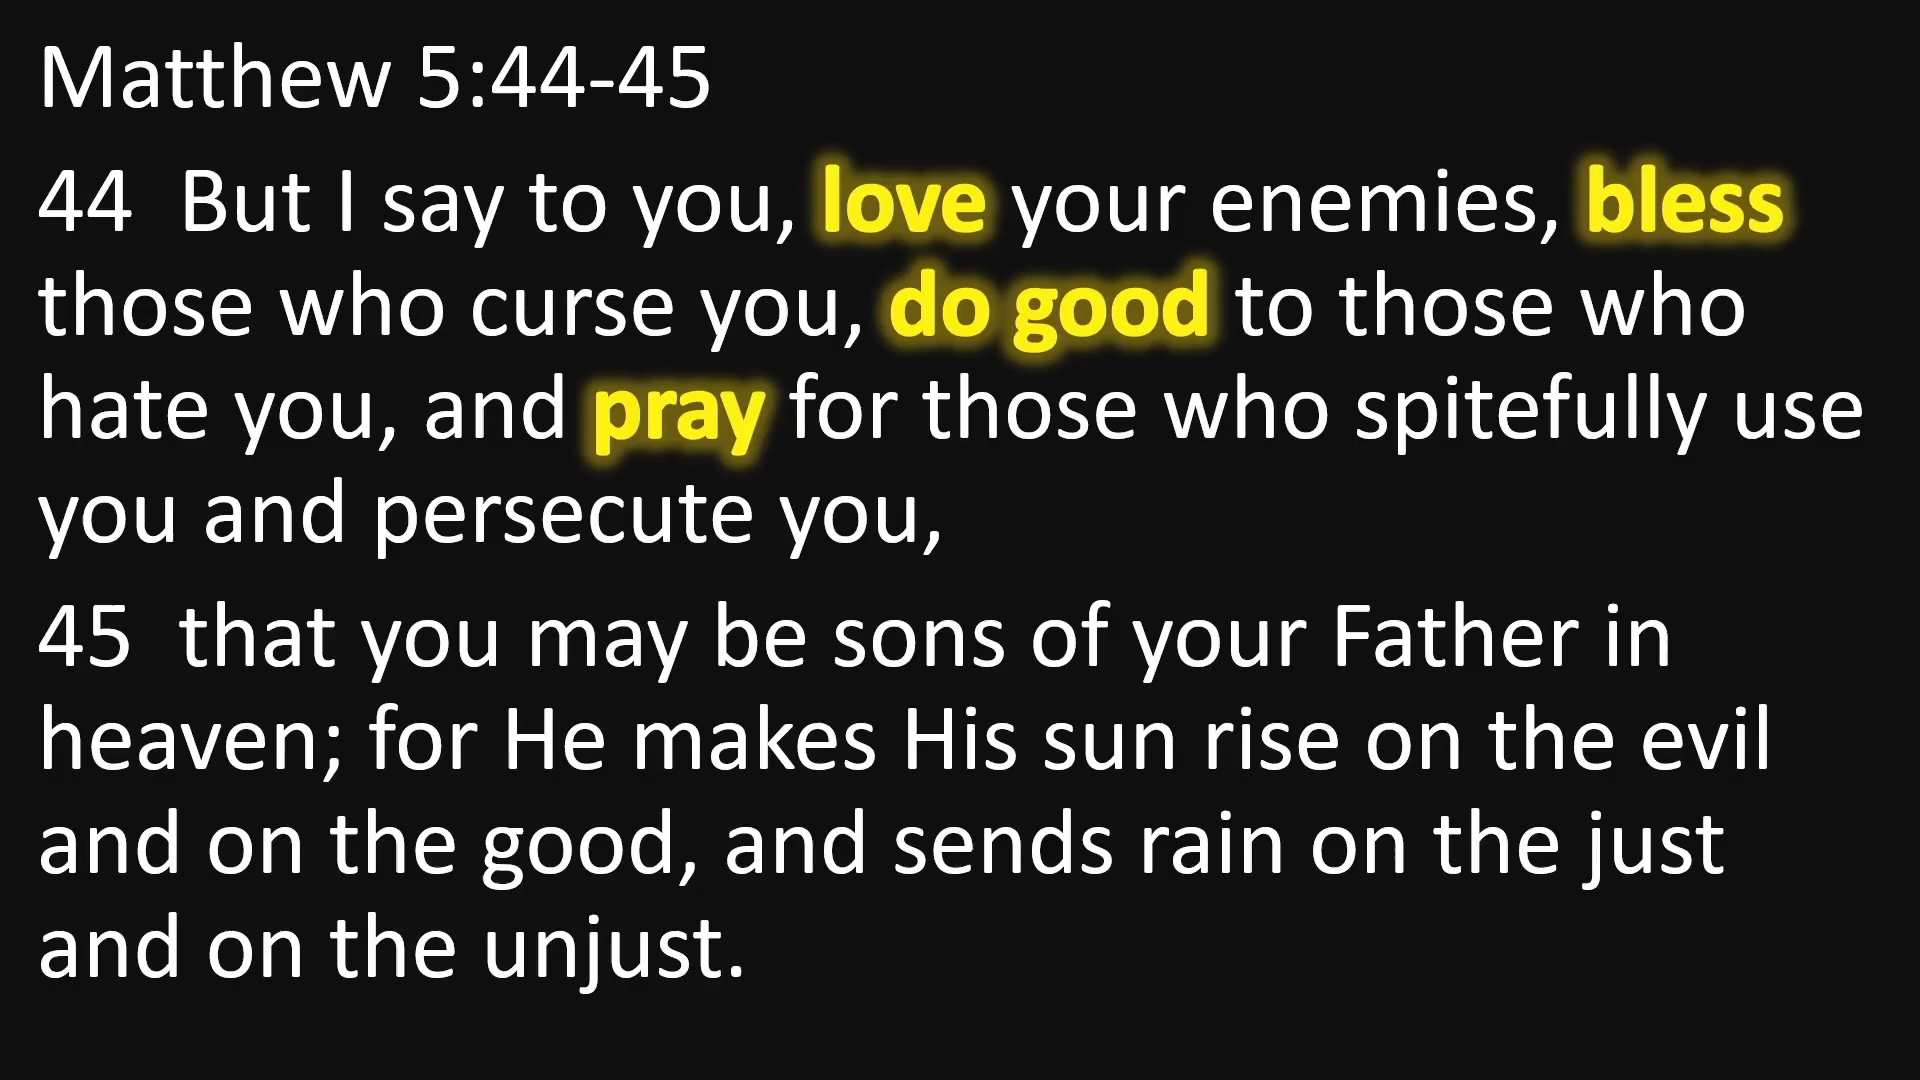 Matthew 5:44-45
44 But I say to you, love your enemies, bless
those who curse you, do good to those who
hate you, and pray for those who spitefully use
you and persecute you,
45 that you may be sons of your Father in
heaven; for He makes His sun rise on the evil
and on the good, and sends rain on the just
and on the unjust.